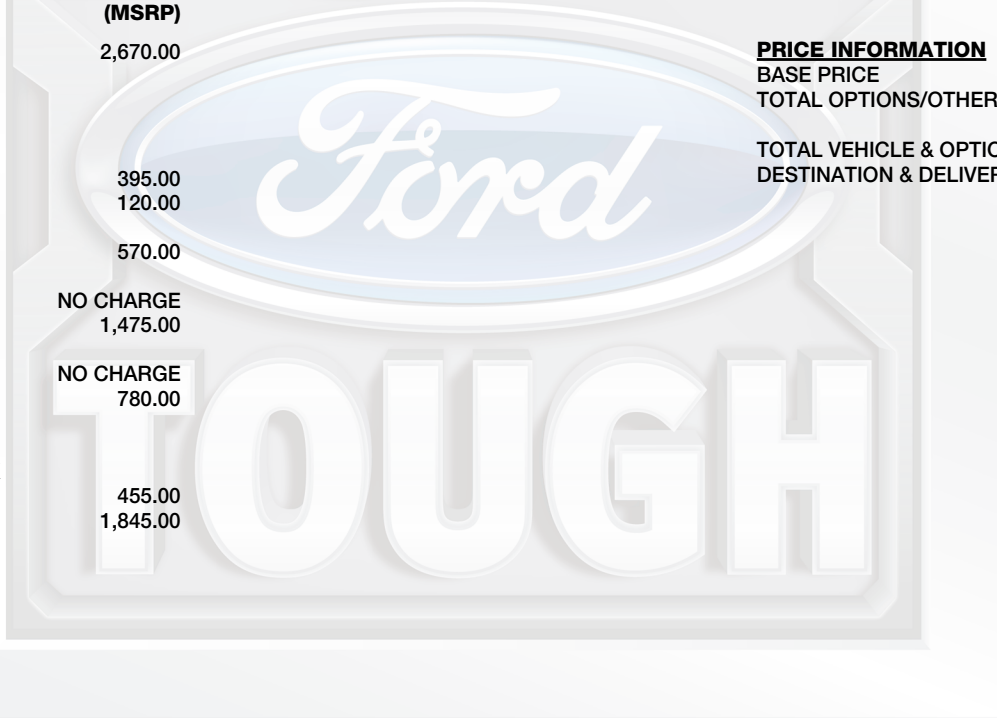 (MSRP)
2,670.00
395.00
120.00
570.00
NO CHARGE
1,475.00
NO CHARGE
780.00
455.00
1,845.00
PRICE INFORMATION
BASE PRICE
TOTAL OPTIONS/OTHER
TOTAL VEHICLE & OPTIO
DESTINATION & DELIVER
Ford
TOUGH